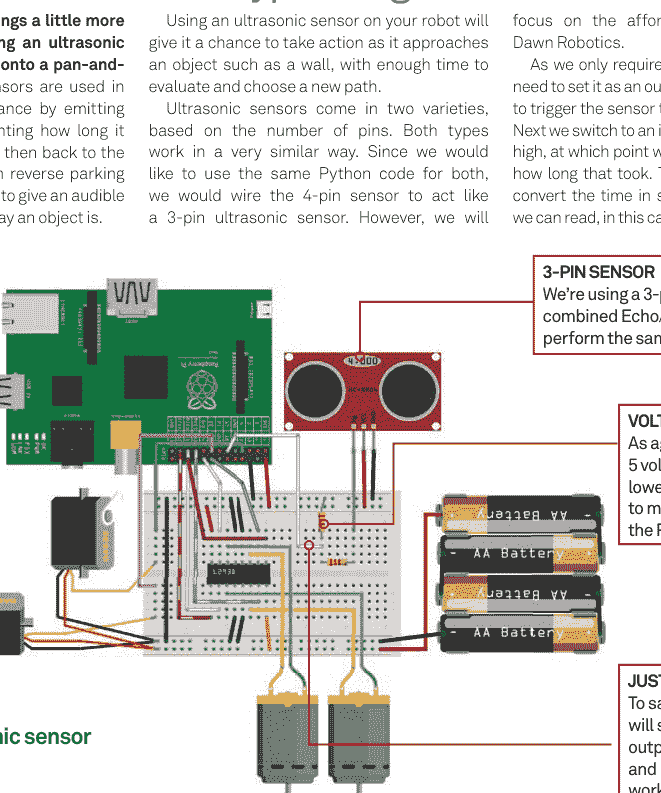 ngs a little more
ng an ultrasonic
onto a pan-and-
nsors are used in
ance by emitting
nting how long it
then back to the
n reverse parking
to give an audible
ay an object is.
Using an ultrasonic sensor on your robot will
give it a chance to take action as it approaches
an object such as a wall, with enough time to
evaluate and choose a new path.
Ultrasonic sensors come in two varieties,
based on the number of pins. Both types
work in a very similar way. Since we would
like to use the same Python code for both,
we would wire the 4-pin sensor to act like
a 3-pin ultrasonic sensor. However, we will
focus on the affor
Dawn Robotics.
As we only require
need to set it as an ou
to trigger the sensor f
Next we switch to an i
high, at which point w
how long that took. T
convert the time in s
we can read, in this ca
3-PIN SENSOR
We're using a 3-p
combined Echo/
perform the san
VOLT
As ag
5 volt
lowe
to m
the F
Raspberry Pi
AA Battery
- AA Battery
AA Battery
- AA Battery
JUST
To sa
will s
outp
and
work
nic sensor